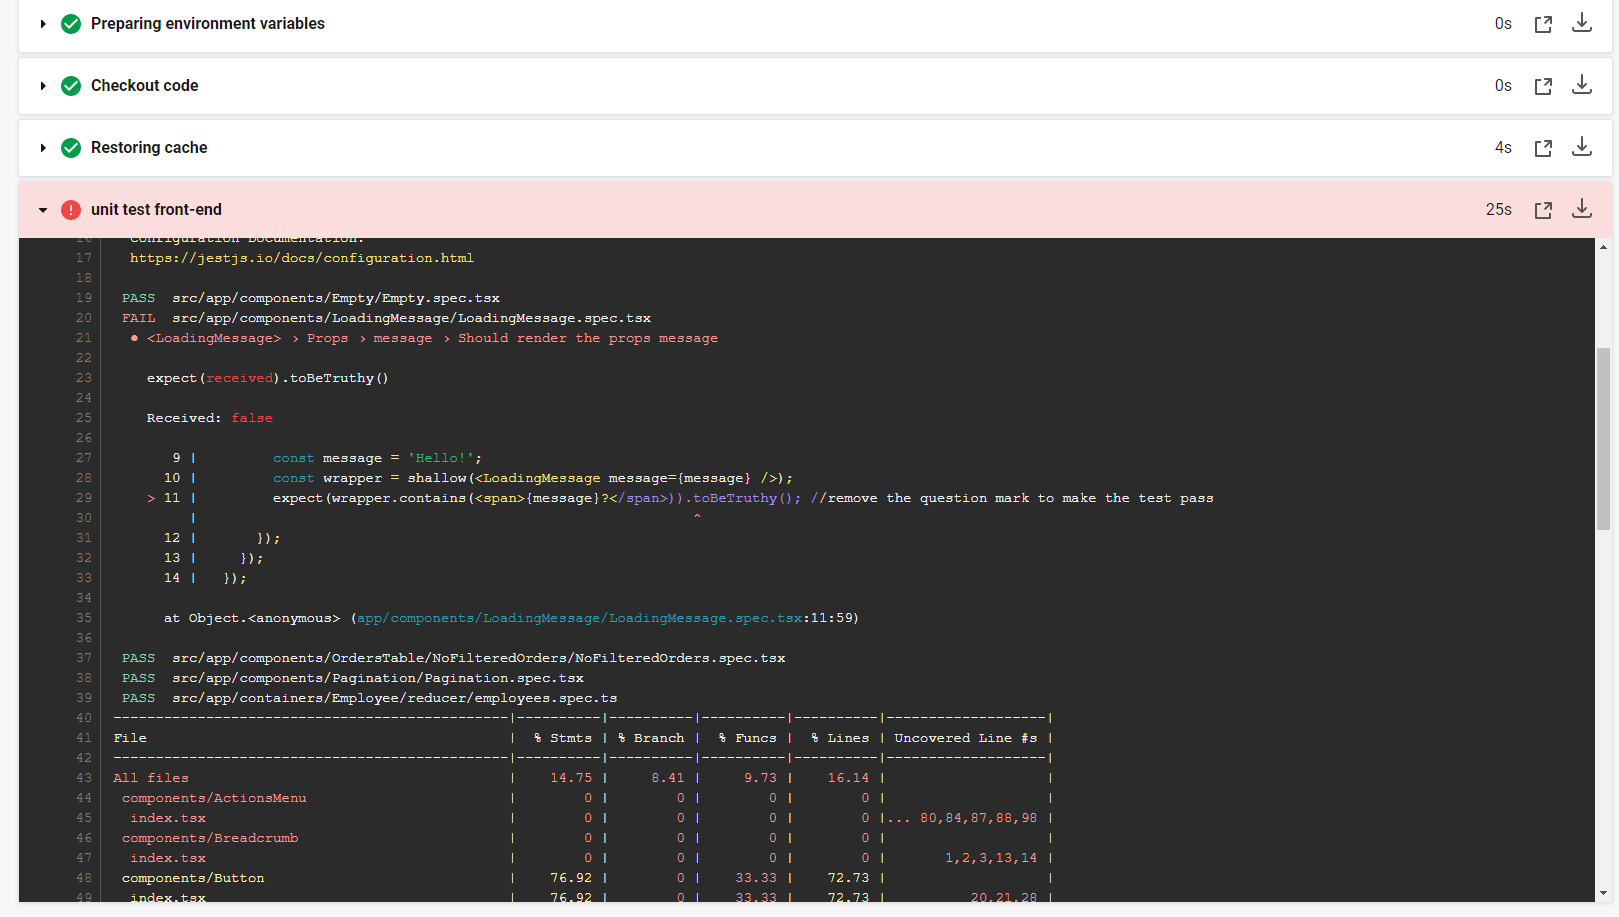 Preparing environment variables 0s
Checkout code 0s
Restoring cache 4s
unit test front-end 25s
16 Configuration Documentation:
17 https://jestjs.io/docs/configuration.html
18
19 PASS src/app/components/Empty/Empty.spec.tsx
20 FAIL src/app/components/LoadingMessage/LoadingMessage.spec.tsx
21 ● <LoadingMessage> › Props › message › Should render the props message
22
23 expect(received).toBeTruthy()
24
25 Received: false
26
27 9 | const message = 'Hello!';
28 10 | const wrapper = shallow(<LoadingMessage message={message} />);
29 > 11 | expect(wrapper.contains(<span>{message}?</span>)).toBeTruthy(); //remove the question mark to make the test pass
30 | ^
31 12 | });
32 13 | });
33 14 | });
34
35 at Object.<anonymous> (app/components/LoadingMessage/LoadingMessage.spec.tsx:11:59)
36
37 PASS src/app/components/OrdersTable/NoFilteredOrders/NoFilteredOrders.spec.tsx
38 PASS src/app/components/Pagination/Pagination.spec.tsx
39 PASS src/app/containers/Employee/reducer/employees.spec.ts
40 -----------------------------------------------|----------|----------|----------|----------|-------------------|
41 File | % Stmts | % Branch | % Funcs | % Lines | Uncovered Line #s |
42 -----------------------------------------------|----------|----------|----------|----------|-------------------|
43 All files | 14.75 | 8.41 | 9.73 | 16.14 | |
44 components/ActionsMenu | 0 | 0 | 0 | 0 | |
45 index.tsx | 0 | 0 | 0 | 0 |... 80,84,87,88,98 |
46 components/Breadcrumb | 0 | 0 | 0 | 0 | |
47 index.tsx | 0 | 0 | 0 | 0 | 1,2,3,13,14 |
48 components/Button | 76.92 | 0 | 33.33 | 72.73 | |
49 index.tsx | 76.92 | 0 | 33.33 | 72.73 | 20,21,28 |